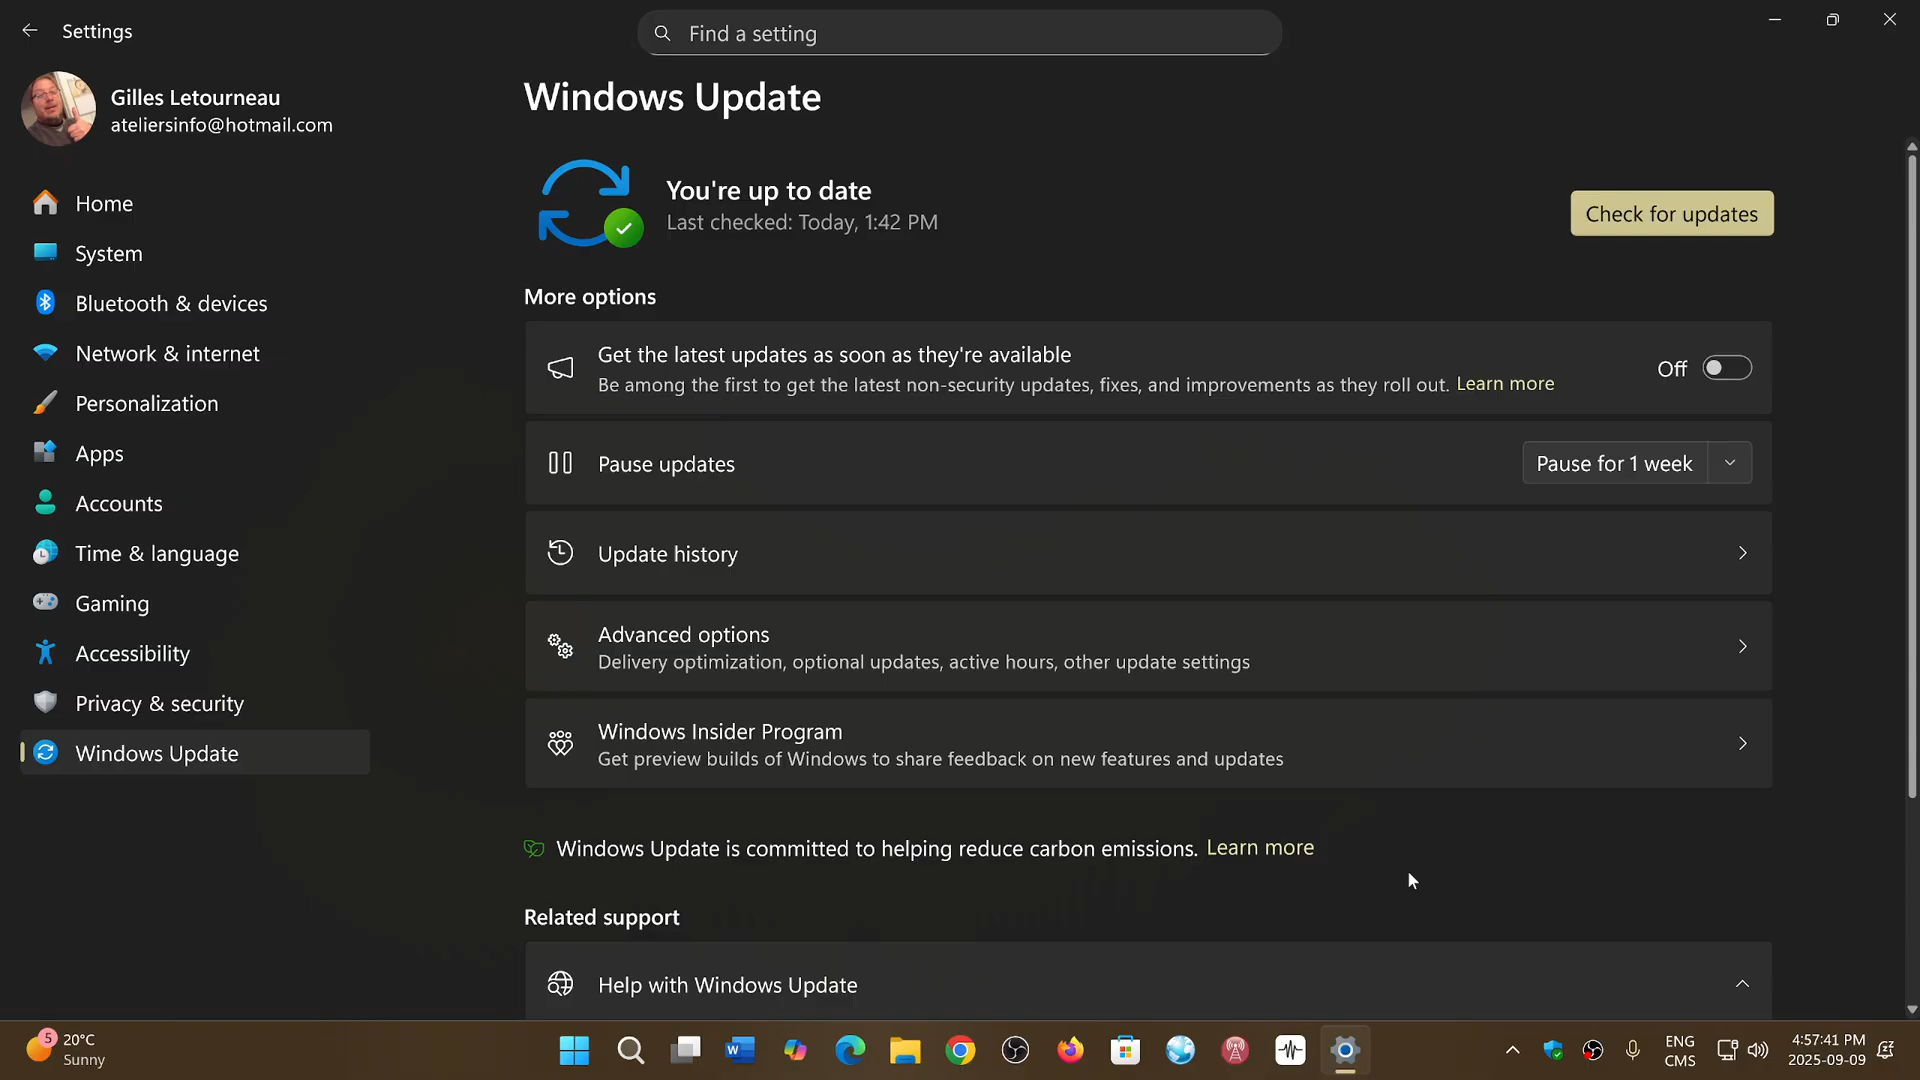 Settings
Find a setting
Gilles Letourneau
ateliersinfo@hotmail.com
Home
System
Bluetooth & devices
Network & internet
Personalization
Apps
Accounts
Time & language
Gaming
Accessibility
Privacy & security
Windows Update
Windows Update
You're up to date
Last checked: Today, 1:42 PM
Check for updates
More options
Get the latest updates as soon as they're available
Be among the first to get the latest non-security updates, fixes, and improvements as they roll out. Learn more
Off
Pause updates
Pause for 1 week
Update history
Advanced options
Delivery optimization, optional updates, active hours, other update settings
Windows Insider Program
Get preview builds of Windows to share feedback on new features and updates
Windows Update is committed to helping reduce carbon emissions. Learn more
Related support
Help with Windows Update
5
20°C
Sunny
W
ENG
CMS
4:57:41 PM
2025-09-09